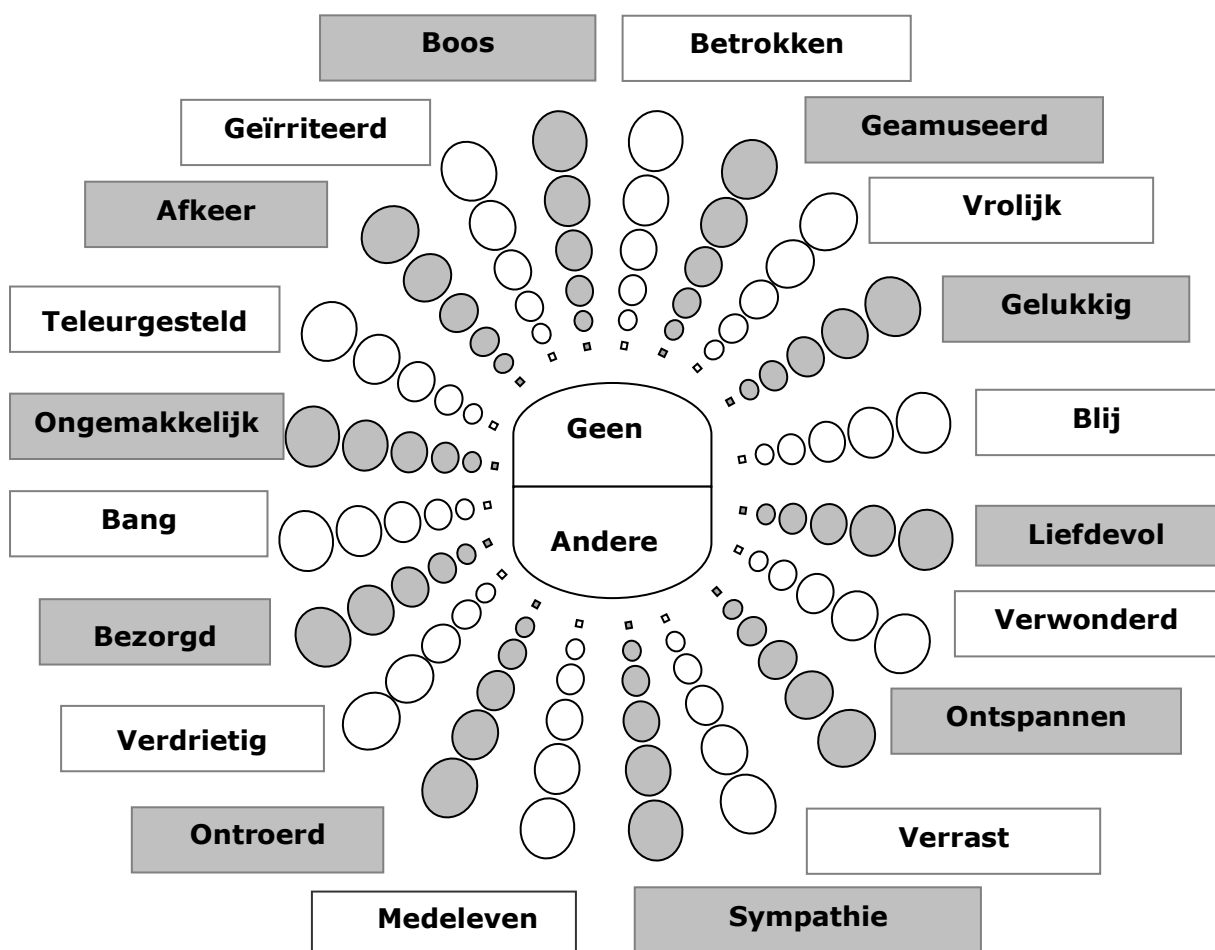 Boos
Betrokken
Geïrriteerd
Geamuseerd
Afkeer
Vrolijk
Teleurgesteld
Gelukkig
Ongemakkelijk
Geen
Blij
Bang
Andere
Liefdevol
Bezorgd
Verwonderd
Verdrietig
Ontspannen
Ontroerd
Verrast
Medeleven
Sympathie